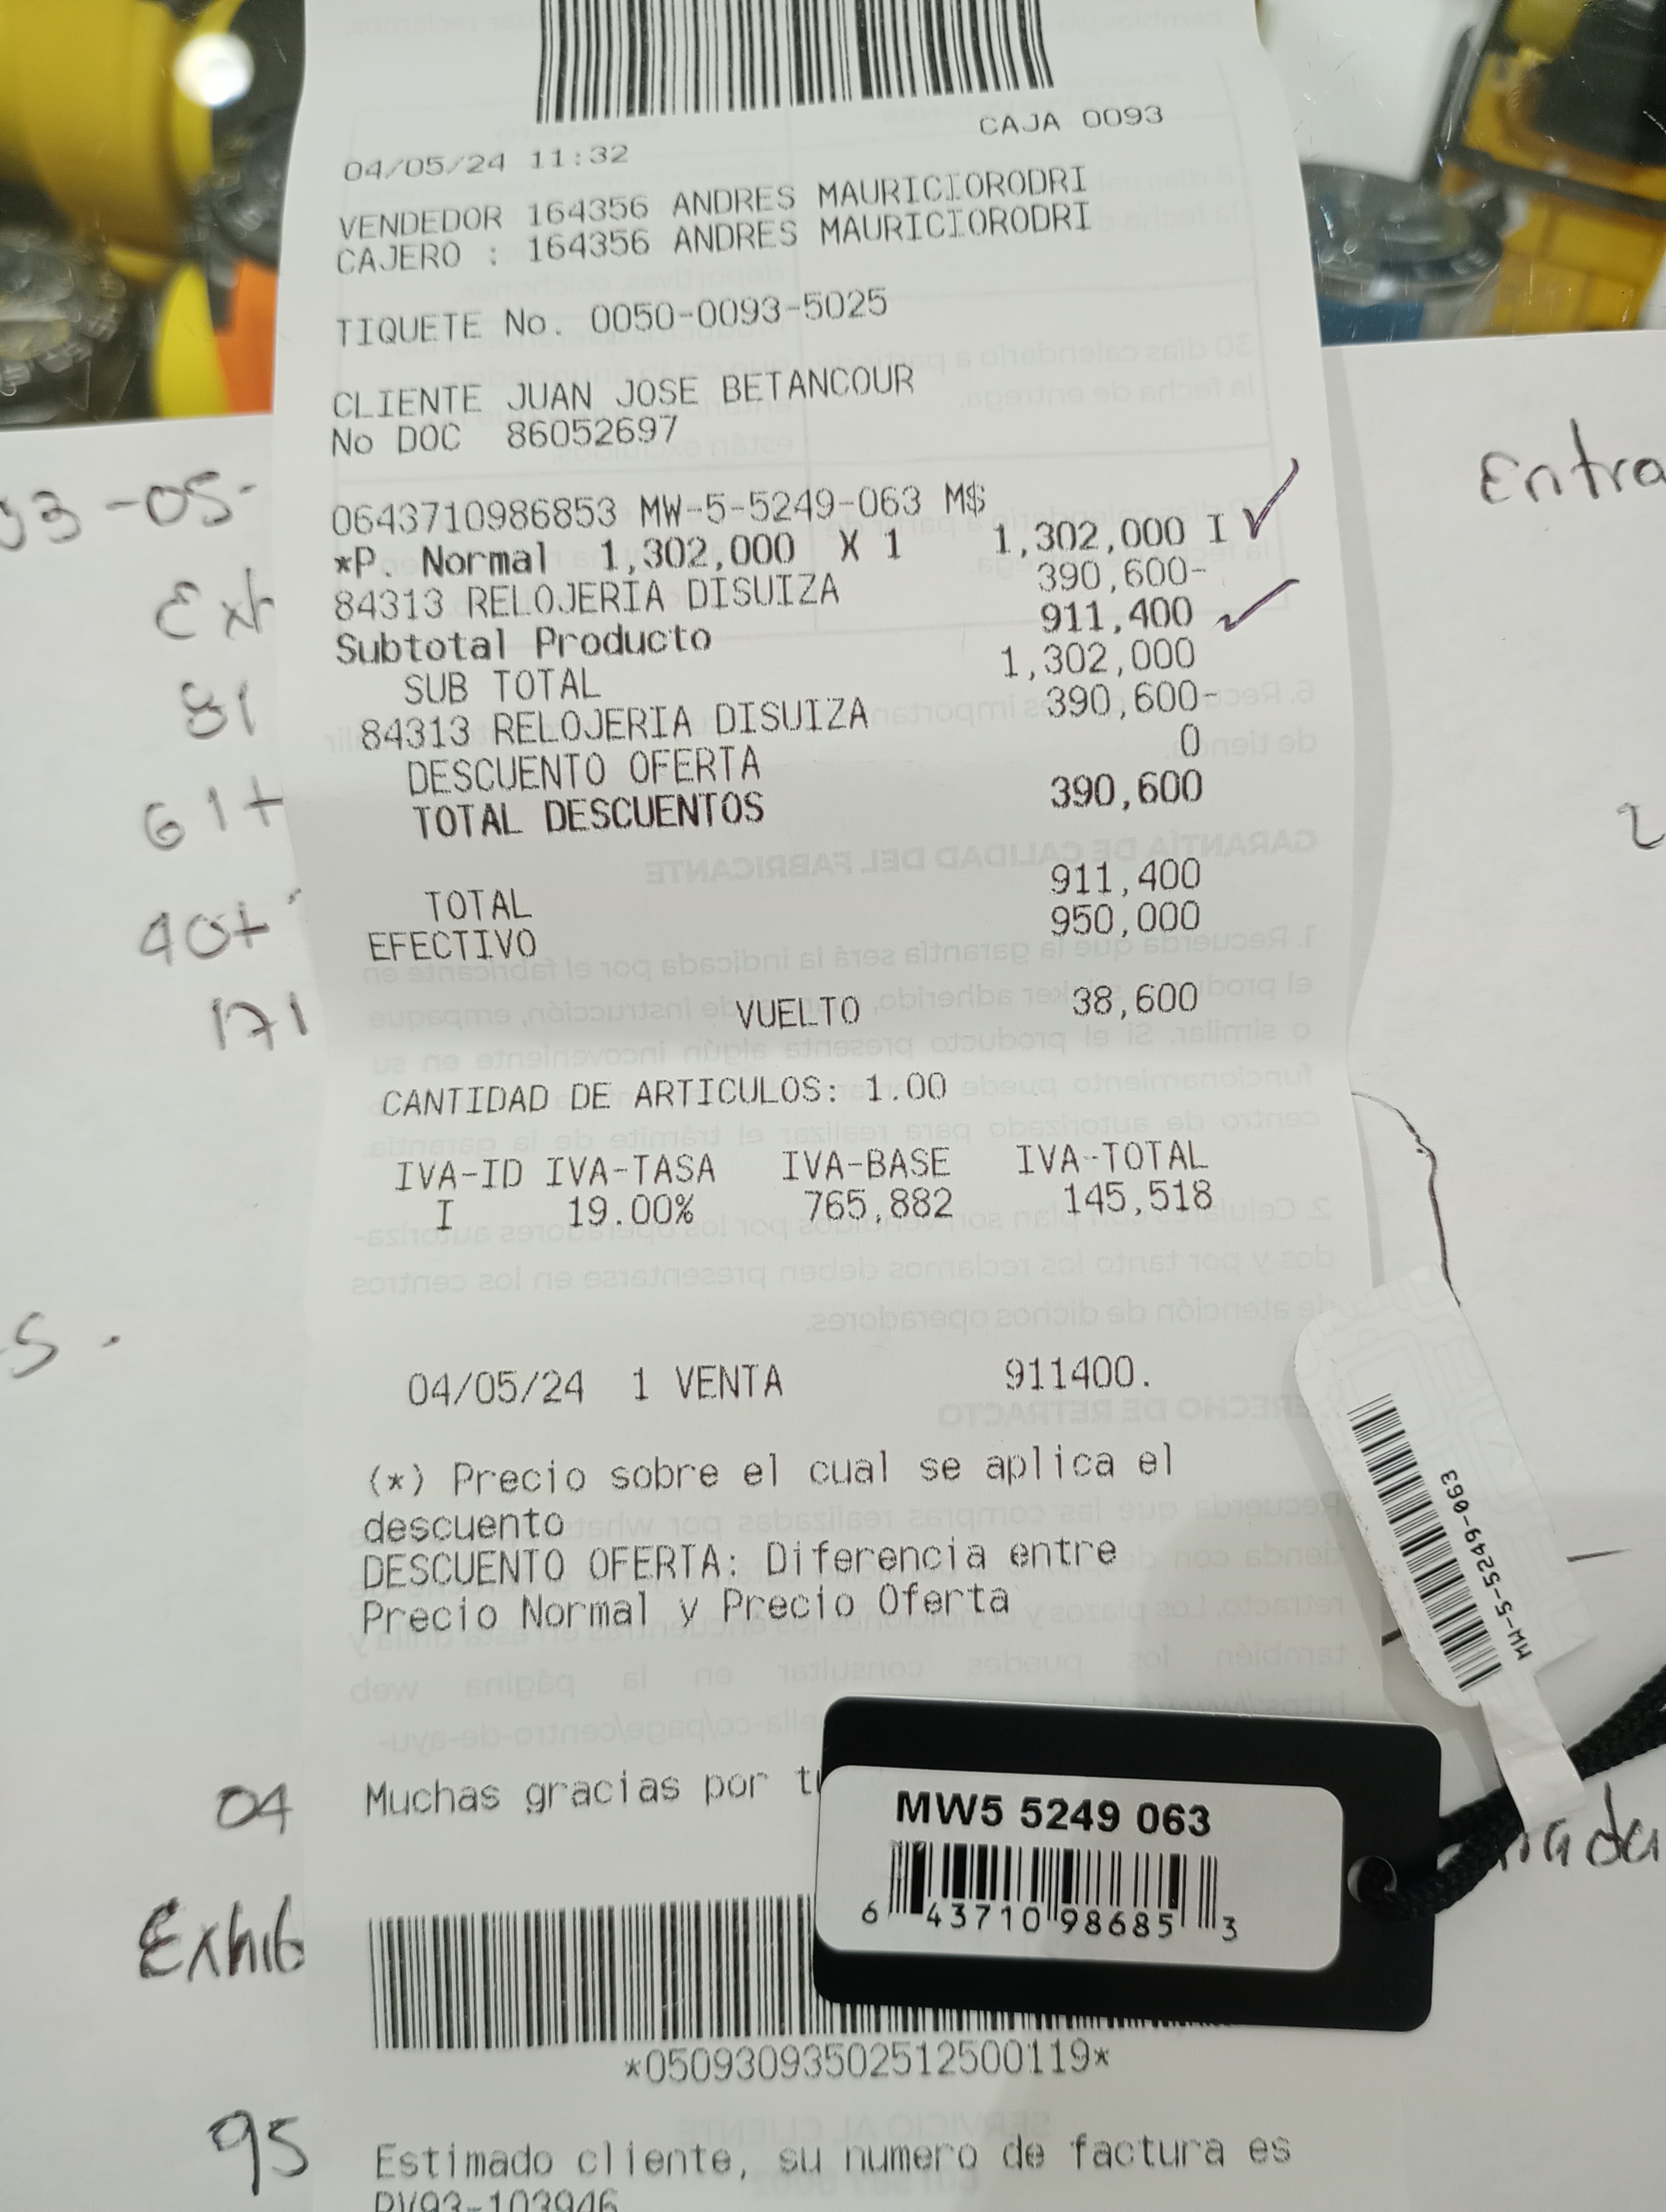 CAJA 0093
04/05/24 11:32
VENDEDOR 164356 ANDRES MAURICIORODRI
CAJERO : 164356 ANDRES MAURICIORODRI
TIQUETE No. 0050-0093-5025
CLIENTE JUAN JOSE BETANCOUR
No DOC 86052697
0643710986853 MW-5-5249-063 M$
*P. Normal 1,302,000 X 1 1,302,000 I
84313 RELOJERIA DISUIZA 390,600-
Subtotal Producto 911,400
SUB TOTAL 1,302,000
84313 RELOJERIA DISUIZA 390,600-
DESCUENTO OFERTA 0
TOTAL DESCUENTOS 390,600
TOTAL 911,400
EFECTIVO 950,000
VUELTO 38,600
CANTIDAD DE ARTICULOS: 1.00
IVA-ID IVA-TASA IVA-BASE IVA-TOTAL
I 19.00% 765,882 145,518
04/05/24 1 VENTA 911400.
(*) Precio sobre el cual se aplica el
descuento
DESCUENTO OFERTA: Diferencia entre
Precio Normal y Precio Oferta
Muchas gracias por
*05093093502512500119*
Estimado cliente, su numero de factura es
PV93-103946
MW5 5249 063
6 43710 98685 3
MW-5-5249-063
-05-
81
61+
40+
171
04
Exhib
95
Entra